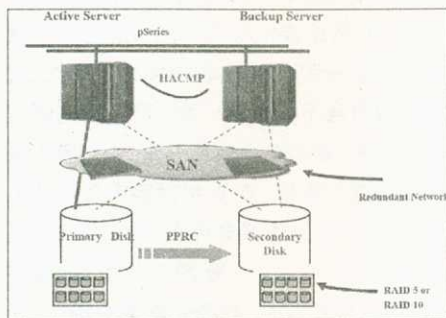 Active Server
Backup Server
pSeries
HACMP
SAN
Redundant Network
Primary Disk
PPRC
Secondary
Disk
RAID 5 or
RAID 10